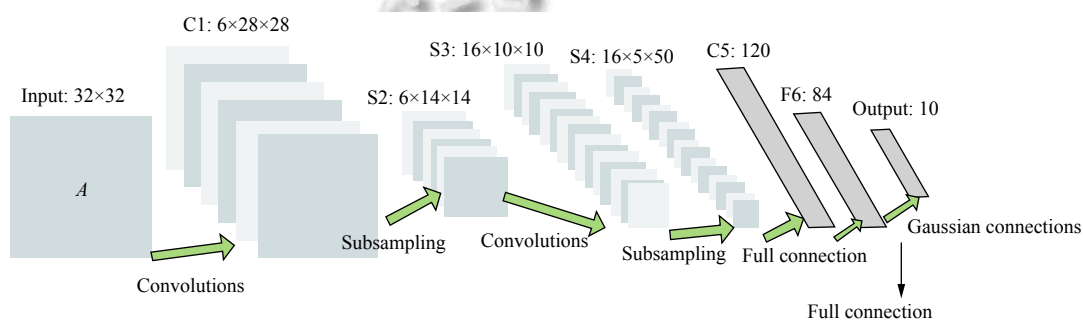 C1: 6×28×28
S3: 16×10×10
S4: 16×5×50
C5: 120
Input: 32×32
S2: 6×14×14
F6: 84
Output: 10
A
Gaussian connections
Subsampling
Convolutions
Subsampling
Full connection
Convolutions
Full connection